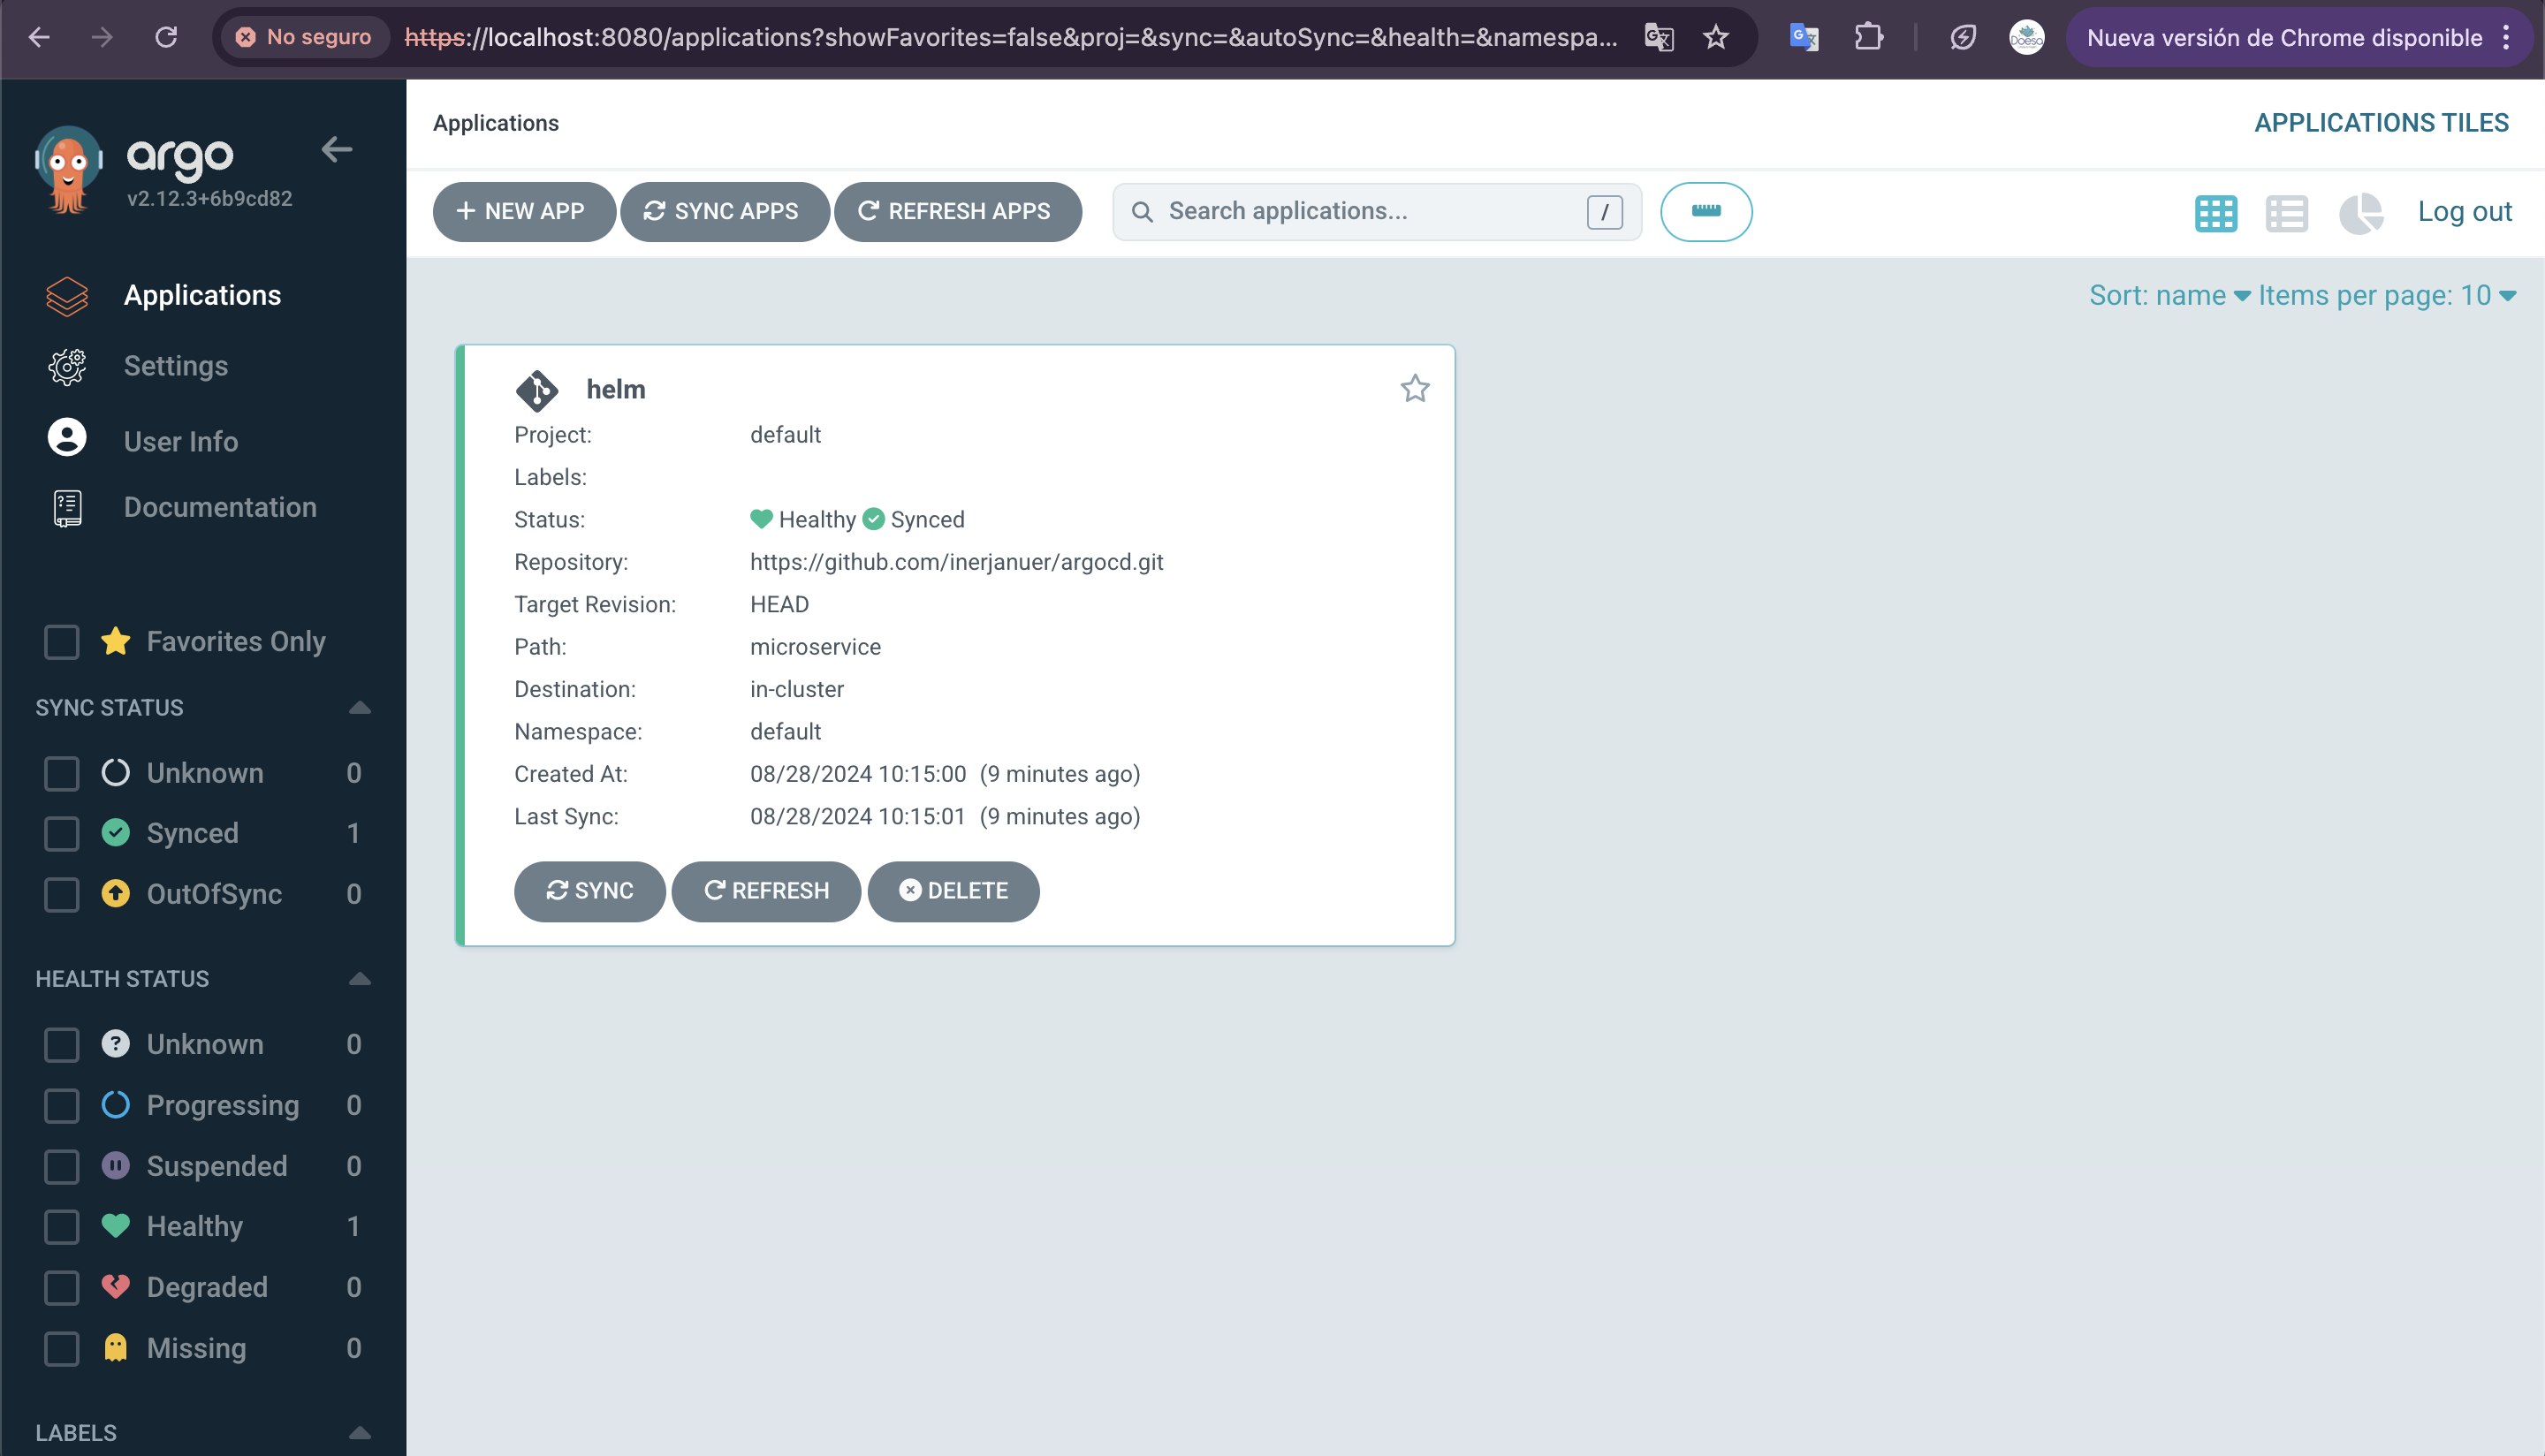 No seguro
https://localhost:8080/applications?showFavorites=false&proj=&sync=&autoSync=&health=&namespa...
Nueva versión de Chrome disponible
argo
v2.12.3+6b9cd82
Applications
Settings
User Info
Documentation
Favorites Only
SYNC STATUS
Unknown 0
Synced 1
OutOfSync 0
HEALTH STATUS
Unknown 0
Progressing 0
Suspended 0
Healthy 1
Degraded 0
Missing 0
LABELS
Applications
APPLICATIONS TILES
NEW APP
SYNC APPS
REFRESH APPS
Search applications...
/
Log out
Sort: name Items per page: 10
helm
Project: default
Labels:
Status: Healthy Synced
Repository: https://github.com/inerjanuer/argocd.git
Target Revision: HEAD
Path: microservice
Destination: in-cluster
Namespace: default
Created At: 08/28/2024 10:15:00 (9 minutes ago)
Last Sync: 08/28/2024 10:15:01 (9 minutes ago)
SYNC
REFRESH
DELETE